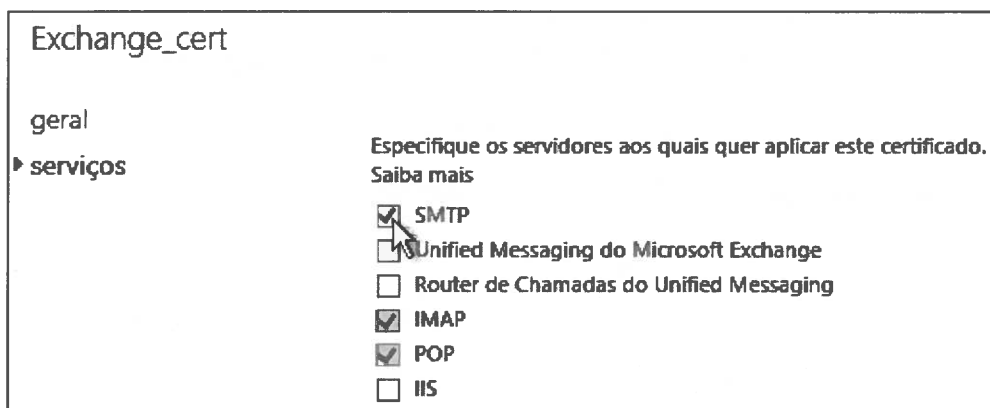 Exchange_cert
geral
serviços
Especifique os servidores aos quais quer aplicar este certificado.
Saiba mais
SMTP
Unified Messaging do Microsoft Exchange
Router de Chamadas do Unified Messaging
IMAP
POP
IIS